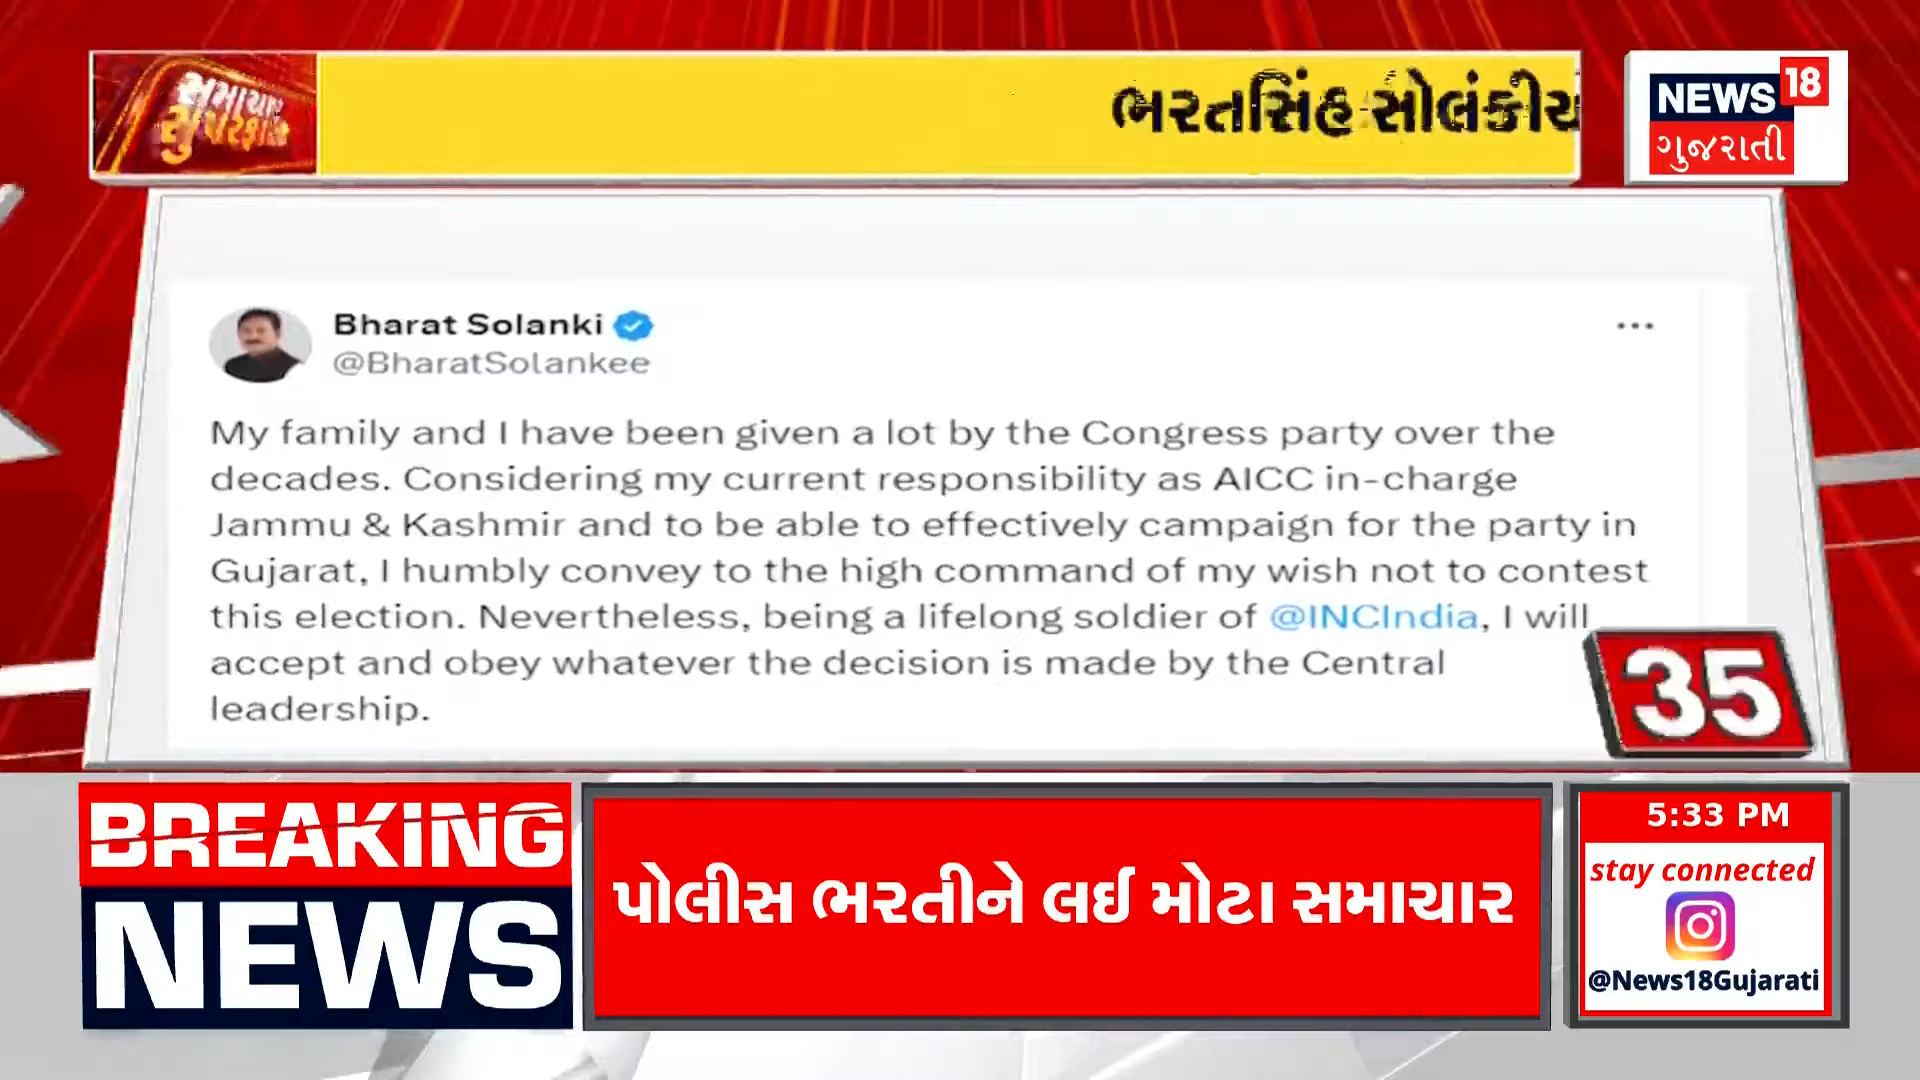 સમાચાર
સુપરફાસ્ટ
ભરતસિંહ સોલંકીએ
NEWS 18
ગુજરાતી
Bharat Solanki
@BharatSolankee
My family and I have been given a lot by the Congress party over the
decades. Considering my current responsibility as AICC in-charge
Jammu & Kashmir and to be able to effectively campaign for the party in
Gujarat, I humbly convey to the high command of my wish not to contest
this election. Nevertheless, being a lifelong soldier of @INCIndia, I will
accept and obey whatever the decision is made by the Central
leadership.
35
BREAKING
NEWS
પોલીસ ભરતીને લઈ મોટા સમાચાર
5:33 PM
stay connected
@News18Gujarati